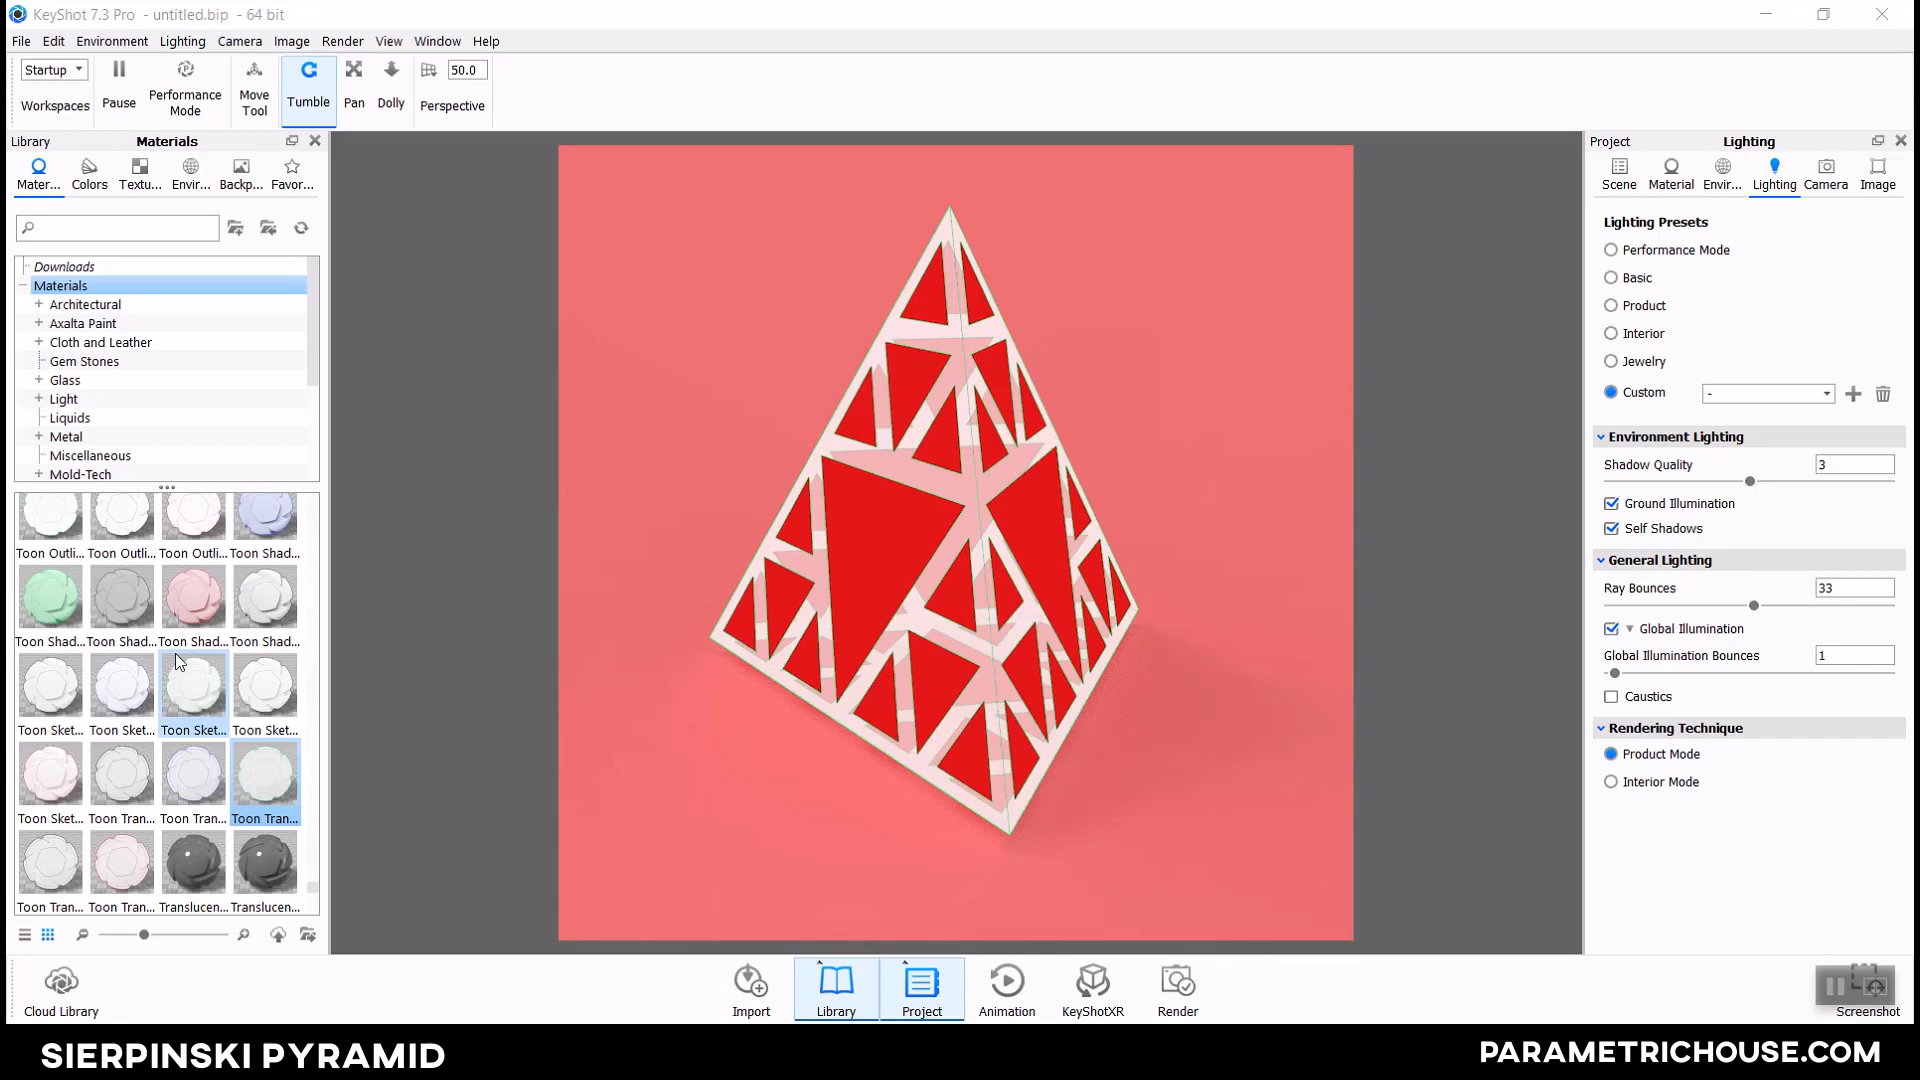 KeyShot 7.3 Pro - untitled.bip - 64 bit
File Edit Environment Lighting Camera Image Render View Window Help
Startup
Workspaces
Pause
Performance Mode
Move Tool
Tumble
Pan
Dolly
50.0
Perspective
Library
Materials
Mater... Colors Textu... Envir... Backp... Favor...
Downloads
Materials
Architectural
Axalta Paint
Cloth and Leather
Gem Stones
Glass
Light
Liquids
Metal
Miscellaneous
Mold-Tech
Toon Outli... Toon Outli... Toon Outli... Toon Shad...
Toon Shad... Toon Shad... Toon Shad... Toon Shad...
Toon Sket... Toon Sket... Toon Sket... Toon Sket...
Toon Sket... Toon Tran... Toon Tran... Toon Tran...
Toon Tran... Toon Tran... Translucen... Translucen...
Project
Lighting
Scene Material Envir... Lighting Camera Image
Lighting Presets
Performance Mode
Basic
Product
Interior
Jewelry
Custom -
Environment Lighting
Shadow Quality 3
Ground Illumination
Self Shadows
General Lighting
Ray Bounces 33
Global Illumination
Global Illumination Bounces 1
Caustics
Rendering Technique
Product Mode
Interior Mode
Cloud Library
Import
Library
Project
Animation
KeyShotXR
Render
Screenshot
SIERPINSKI PYRAMID
PARAMETRICHOUSE.COM